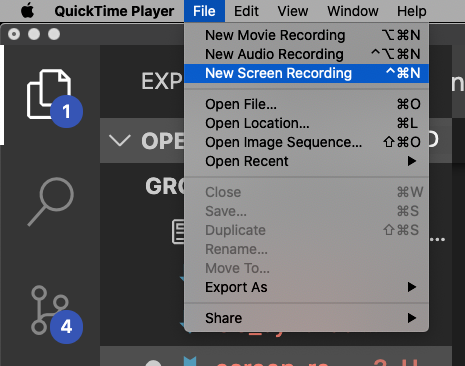 QuickTime Player File Edit View Window Help
New Movie Recording ⌥⌘N
New Audio Recording ^⌥⌘N
New Screen Recording ^⌘N
Open File... ⌘O
Open Location... ⌘L
Open Image Sequence... ⇧⌘O
Open Recent ▶
Close ⌘W
Save... ⌘S
Duplicate ⇧⌘S
Rename...
Move To...
Export As ▶
Share ▶
EXP
1
OPE
GRO
...
4